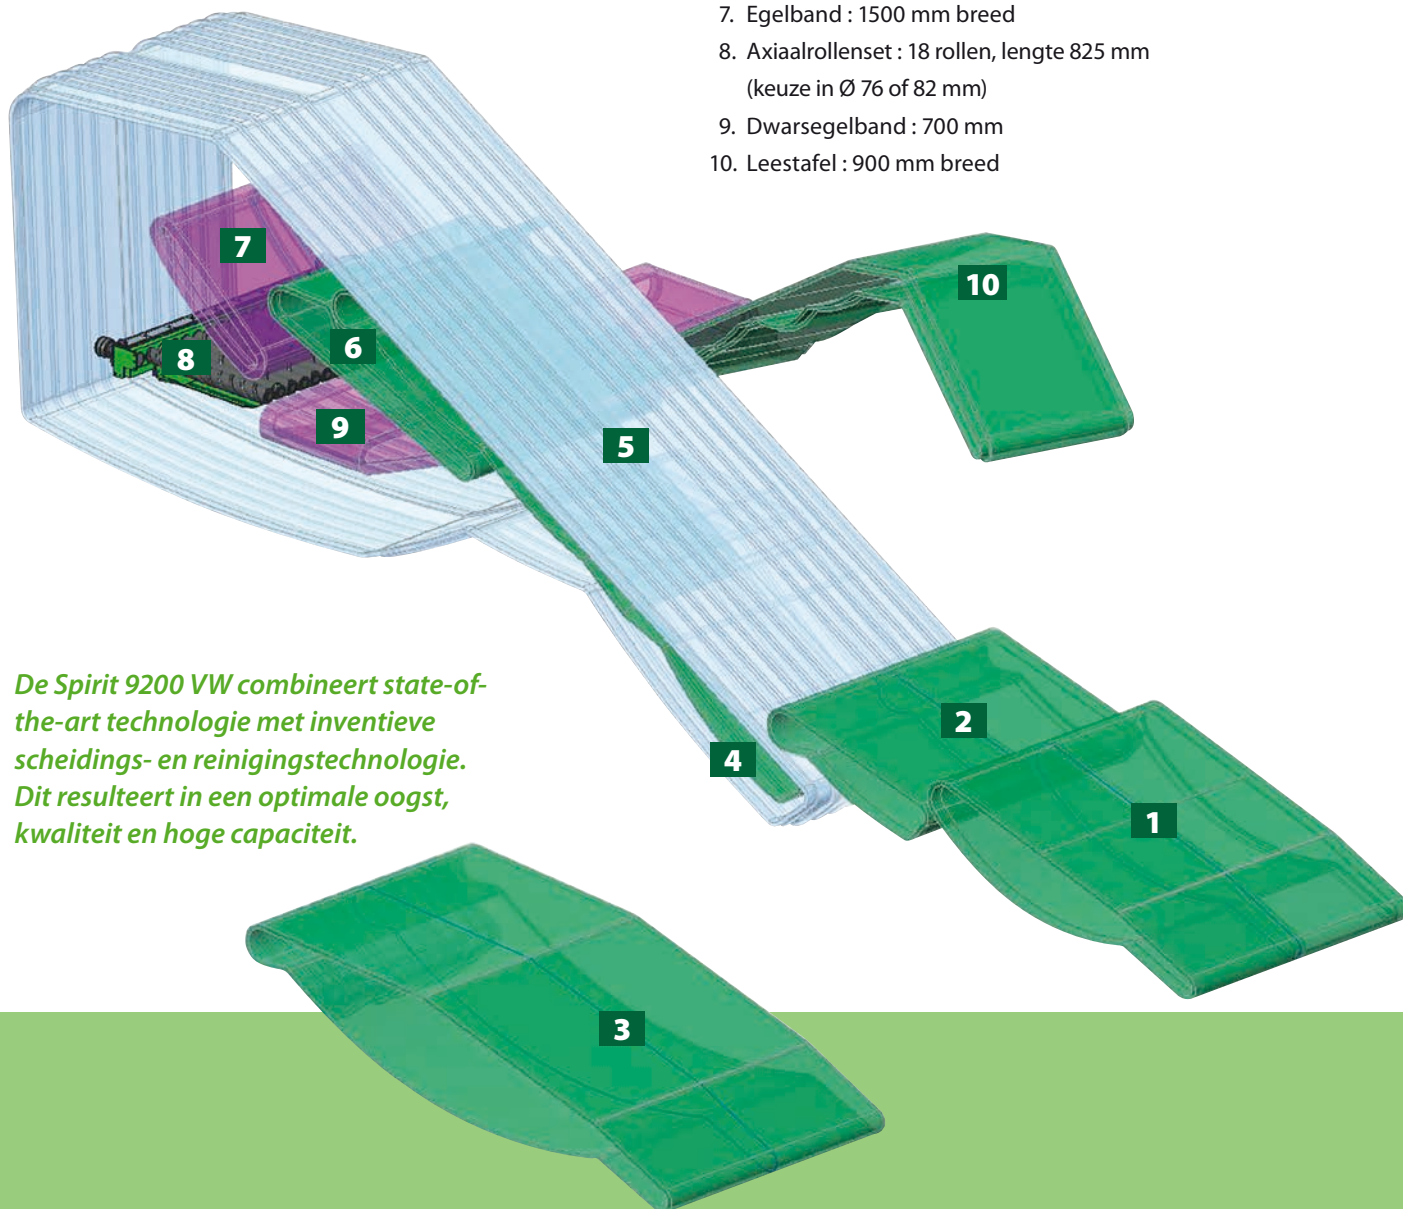 7. Egelband : 1500 mm breed
8. Axiaalrollenset : 18 rollen, lengte 825 mm
(keuze in Ø 76 of 82 mm)
9. Dwarsegelband : 700 mm
10. Leestafel : 900 mm breed
7
10
6
8
9
5
De Spirit 9200 VW combineert state-of-
the-art technologie met inventieve
scheidings- en reinigingstechnologie.
Dit resulteert in een optimale oogst,
kwaliteit en hoge capaciteit.
2
4
1
3